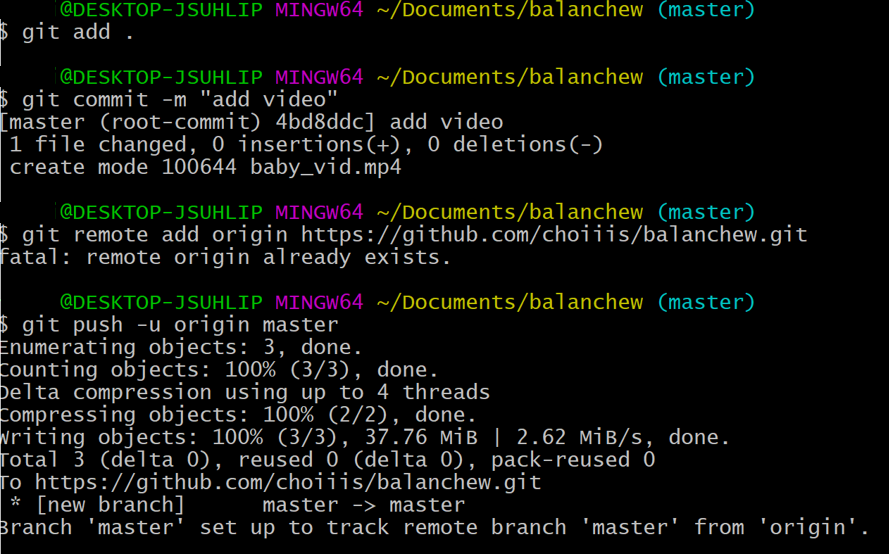 @DESKTOP-JSUHLIP MINGW64 ~/Documents/balanchew (master)
$ git add .
@DESKTOP-JSUHLIP MINGW64 ~/Documents/balanchew (master)
$ git commit -m "add video"
[master (root-commit) 4bd8ddc] add video
1 file changed, 0 insertions(+), 0 deletions(-)
create mode 100644 baby_vid.mp4
@DESKTOP-JSUHLIP MINGW64 ~/Documents/balanchew (master)
$ git remote add origin https://github.com/choiiis/balanchew.git
fatal: remote origin already exists.
@DESKTOP-JSUHLIP MINGW64 ~/Documents/balanchew (master)
$ git push -u origin master
Enumerating objects: 3, done.
Counting objects: 100% (3/3), done.
Delta compression using up to 4 threads
Compressing objects: 100% (2/2), done.
Writing objects: 100% (3/3), 37.76 MiB | 2.62 MiB/s, done.
Total 3 (delta 0), reused 0 (delta 0), pack-reused 0
To https://github.com/choiiis/balanchew.git
* [new branch]      master -> master
Branch 'master' set up to track remote branch 'master' from 'origin'.